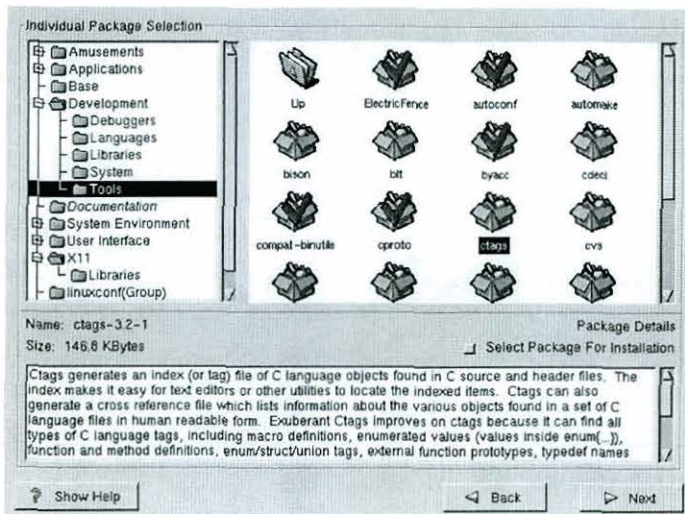 Individual Package Selection
Amusements
Applications
Base
Development
Debuggers
Languages
Libraries
System
Tools
Documentation
System Environment
User Interface
X11
Libraries
linuxconf(Group)
Up
ElectricFence
autoconf
automake
bison
blt
byacc
cdecl
compat-binutils
cproto
ctags
cvs
Name: ctags-3.2-1
Package Details
Size: 146.8 KBytes
Select Package For Installation
Ctags generates an index (or tag) file of C language objects found in C source and header files. The
index makes it easy for text editors or other utilities to locate the indexed items. Ctags can also
generate a cross reference file which lists information about the various objects found in a set of C
language files in human readable form. Exuberant Ctags improves on ctags because it can find all
types of C language tags, including macro definitions, enumerated values (values inside enum{...}),
function and method definitions, enum/struct/union tags, external function prototypes, typedef names
? Show Help
Back
Next